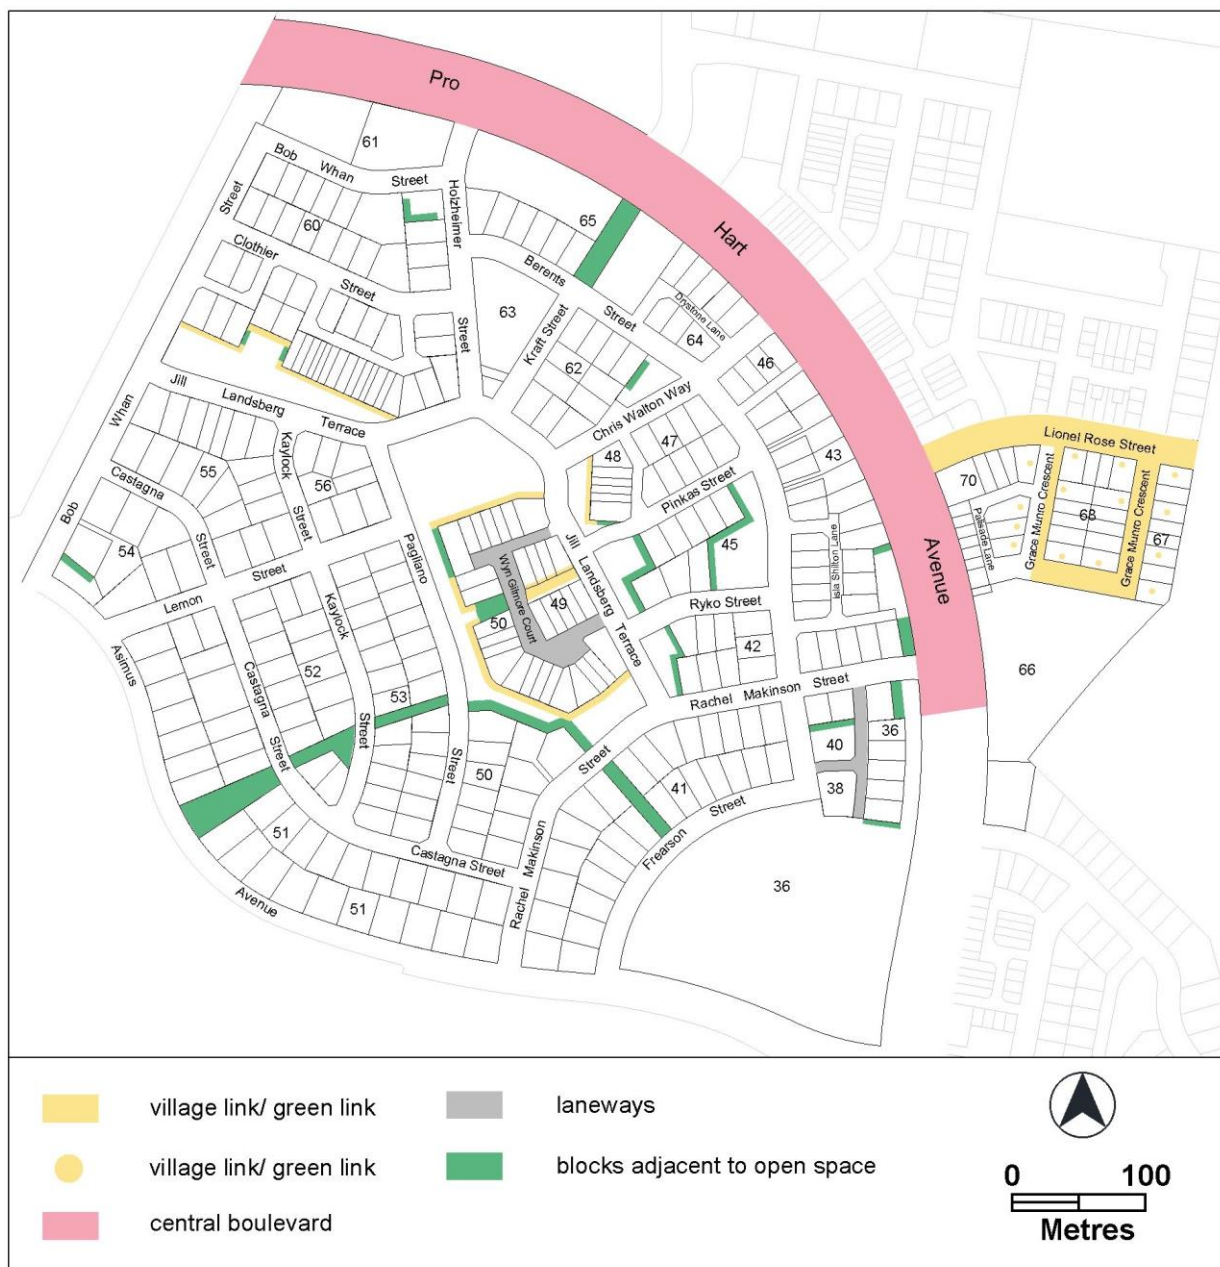 Pro
Hart
Avenue
61
Bob Whan Street
Holzheimer
Street
65
60
Clothier
Street
Berents
Street
63
Kraft Street
62
Drystone Lane
64
46
Street
Chris Walton Way
Jill Landsberg Terrace
Whan
Kaylock
Street
47
48
43
Lionel Rose Street
70
Grace Munro Crescent
68
Grace Munro Crescent
67
Palisade Lane
55
56
Castagna
Street
Bob
54
Pinkas Street
45
Isla Shilton Lane
Pagliano
Street
Jill Landsberg Terrace
Wyn Gilmore Court
49
50
Ryko Street
42
Street
Lemon
Kaylock
Street
Asimus
Avenue
52
Castagna
Street
53
Rachel Makinson Street
66
36
40
38
50
Street
41
Frearson Street
36
51
Castagna Street
Rachel Makinson
51
village link/ green link
village link/ green link
central boulevard
laneways
blocks adjacent to open space
0 100
Metres